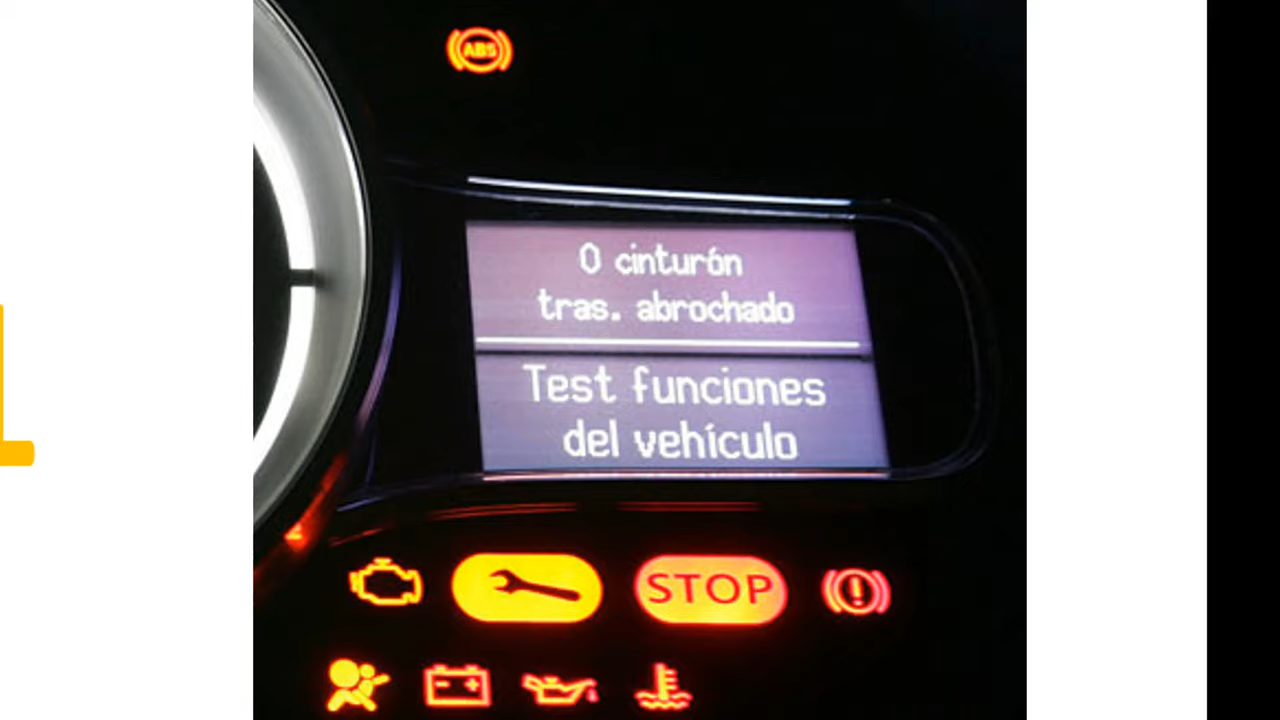 ABS
0 cinturón
tras. abrochado
Test funciones
del vehículo
STOP